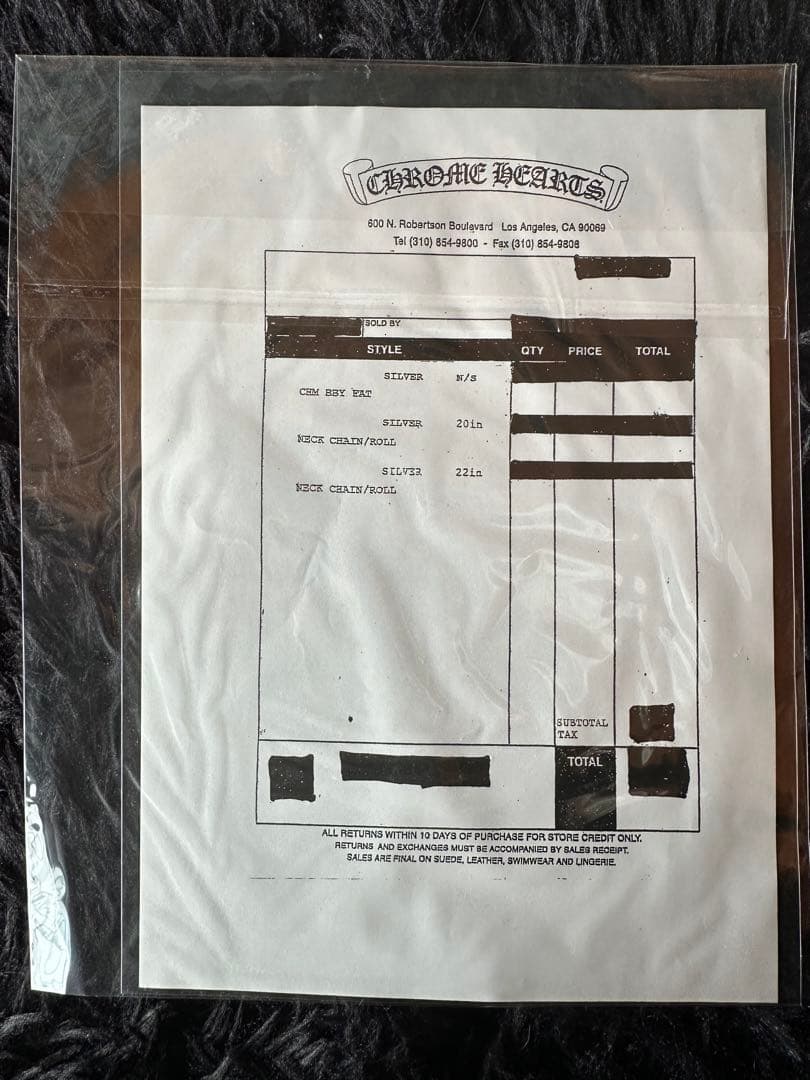 CHROME HEARTS
600 N. Robertson Boulevard Los Angeles, CA 90069
Tel (310) 854-9800 - Fax (310) 854-9808
SOLD BY
STYLE QTY PRICE TOTAL
SILVER N/S
CHM BBY FAT
SILVER 20in
NECK CHAIN/ROLL
SILVER 22in
NECK CHAIN/ROLL
SUBTOTAL
TAX
TOTAL
ALL RETURNS WITHIN 10 DAYS OF PURCHASE FOR STORE CREDIT ONLY.
RETURNS AND EXCHANGES MUST BE ACCOMPANIED BY SALES RECEIPT.
SALES ARE FINAL ON SUEDE, LEATHER, SWIMWEAR AND LINGERIE.